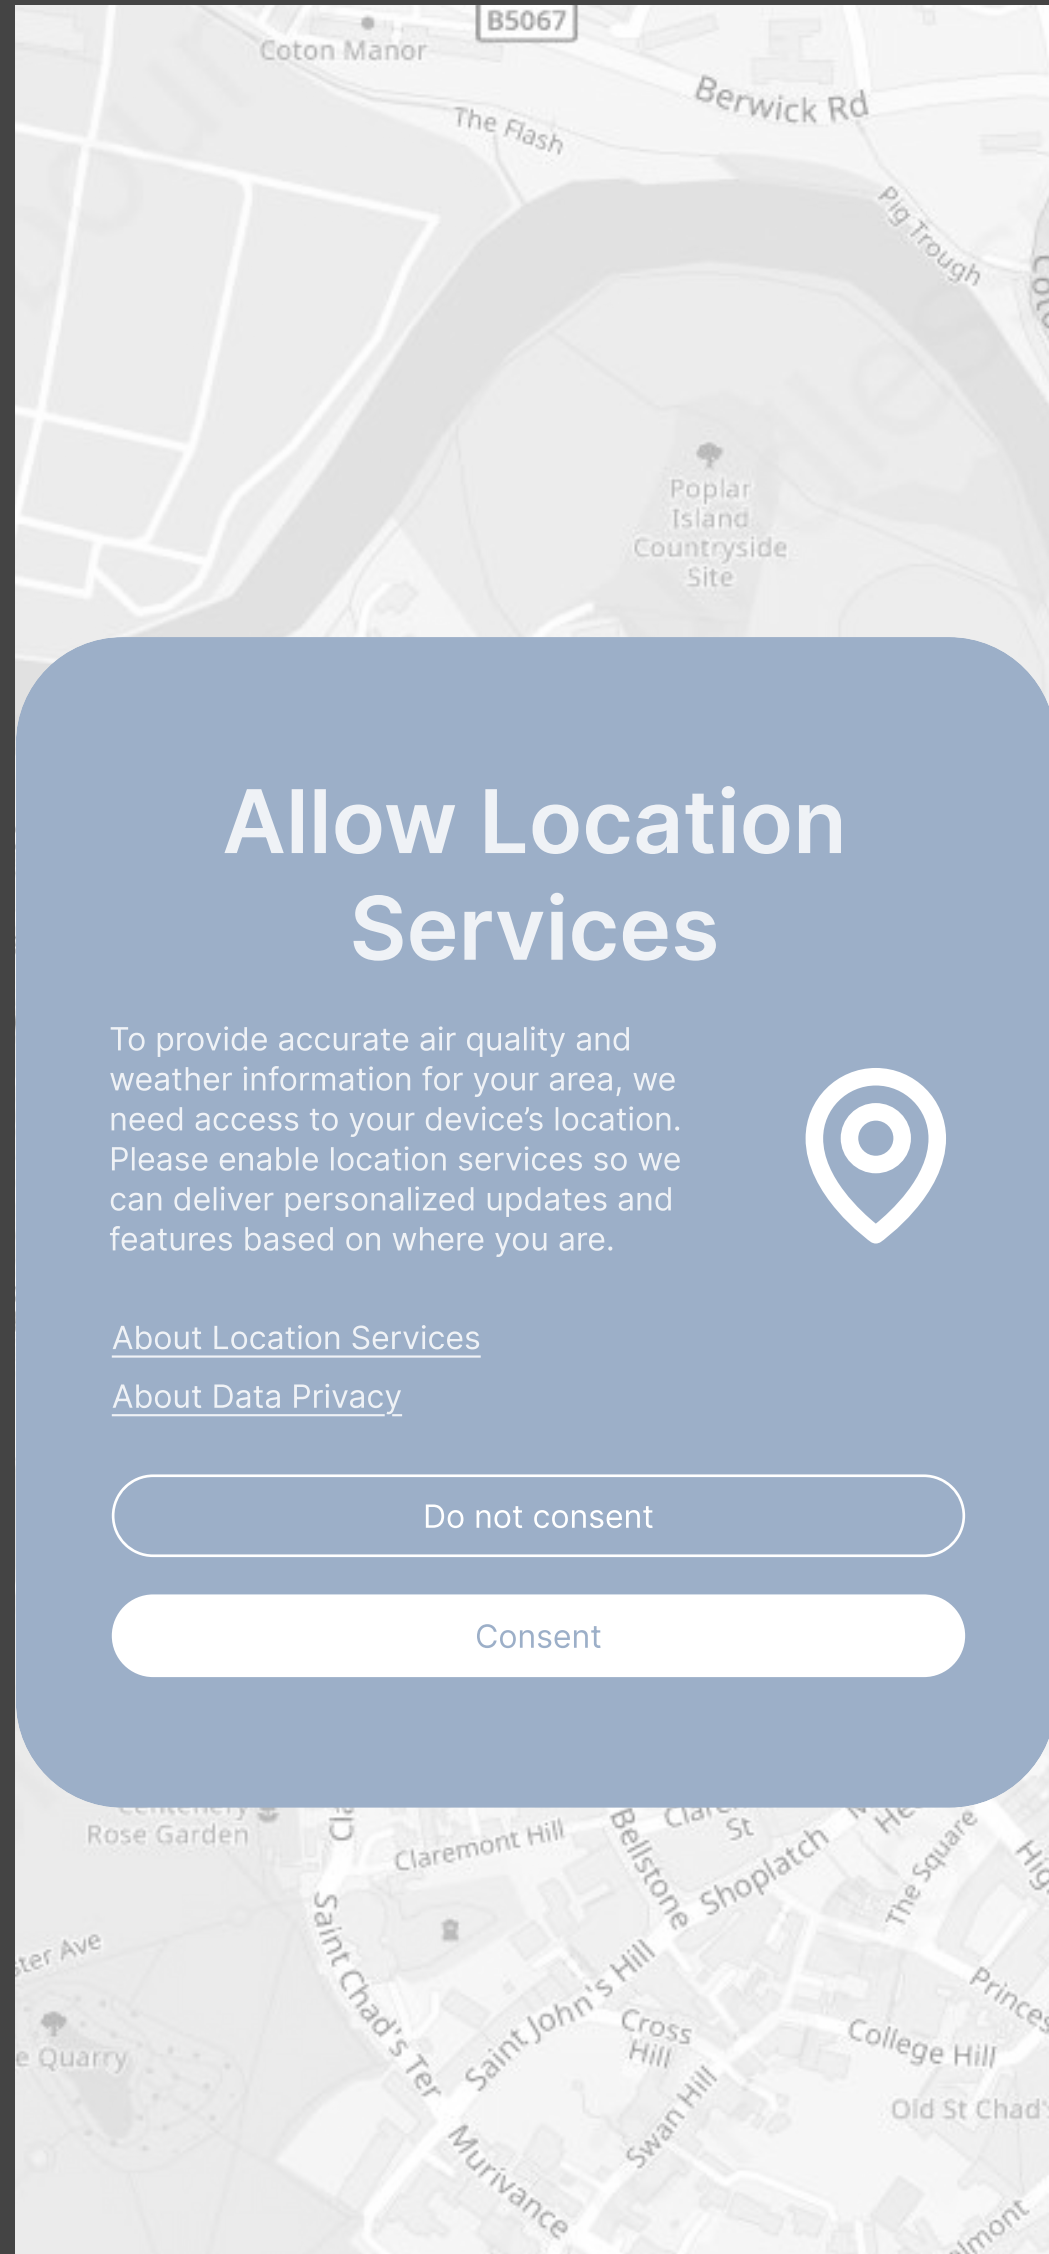 B5067
Coton Manor
Berwick Rd
The Flash
Pig Trough
Poplar
Island
Countryside
Site
Allow Location
Services
To provide accurate air quality and
weather information for your area, we
need access to your device’s location.
Please enable location services so we
can deliver personalized updates and
features based on where you are.
About Location Services
About Data Privacy
Do not consent
Consent
Rose Garden
Claremont Hill
Bellstone
St
Shoplatch
The Square
Saint Chad's Ter
Saint John's Hill
Cross
Hill
College Hill
Quarry
Swan Hill
Old St Chad's
Murivance